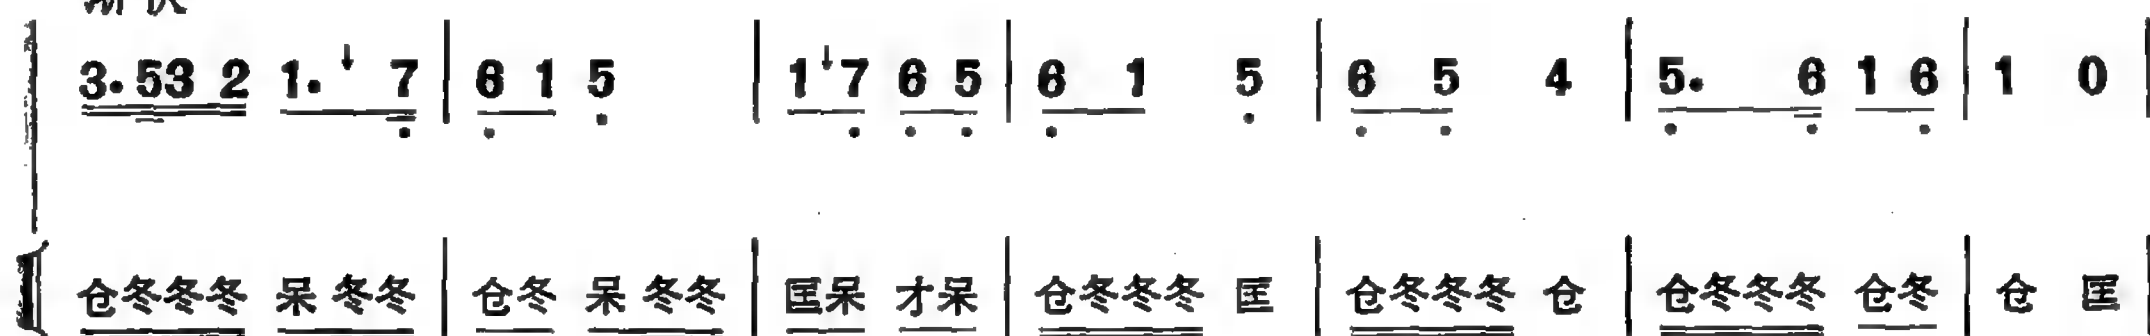 3. 53 2 1. ↓7 | 6 1 5 | 1 ↓7 6 5 | 6 1 5 | 6 5 4 | 5. 6 1 6 | 1 0 |
仓冬冬冬 呆 冬冬 | 仓冬 呆 冬冬 | 匡呆 才呆 | 仓冬冬冬 匡 | 仓冬冬冬 仓 | 仓冬冬冬 仓冬 | 仓 匡 |